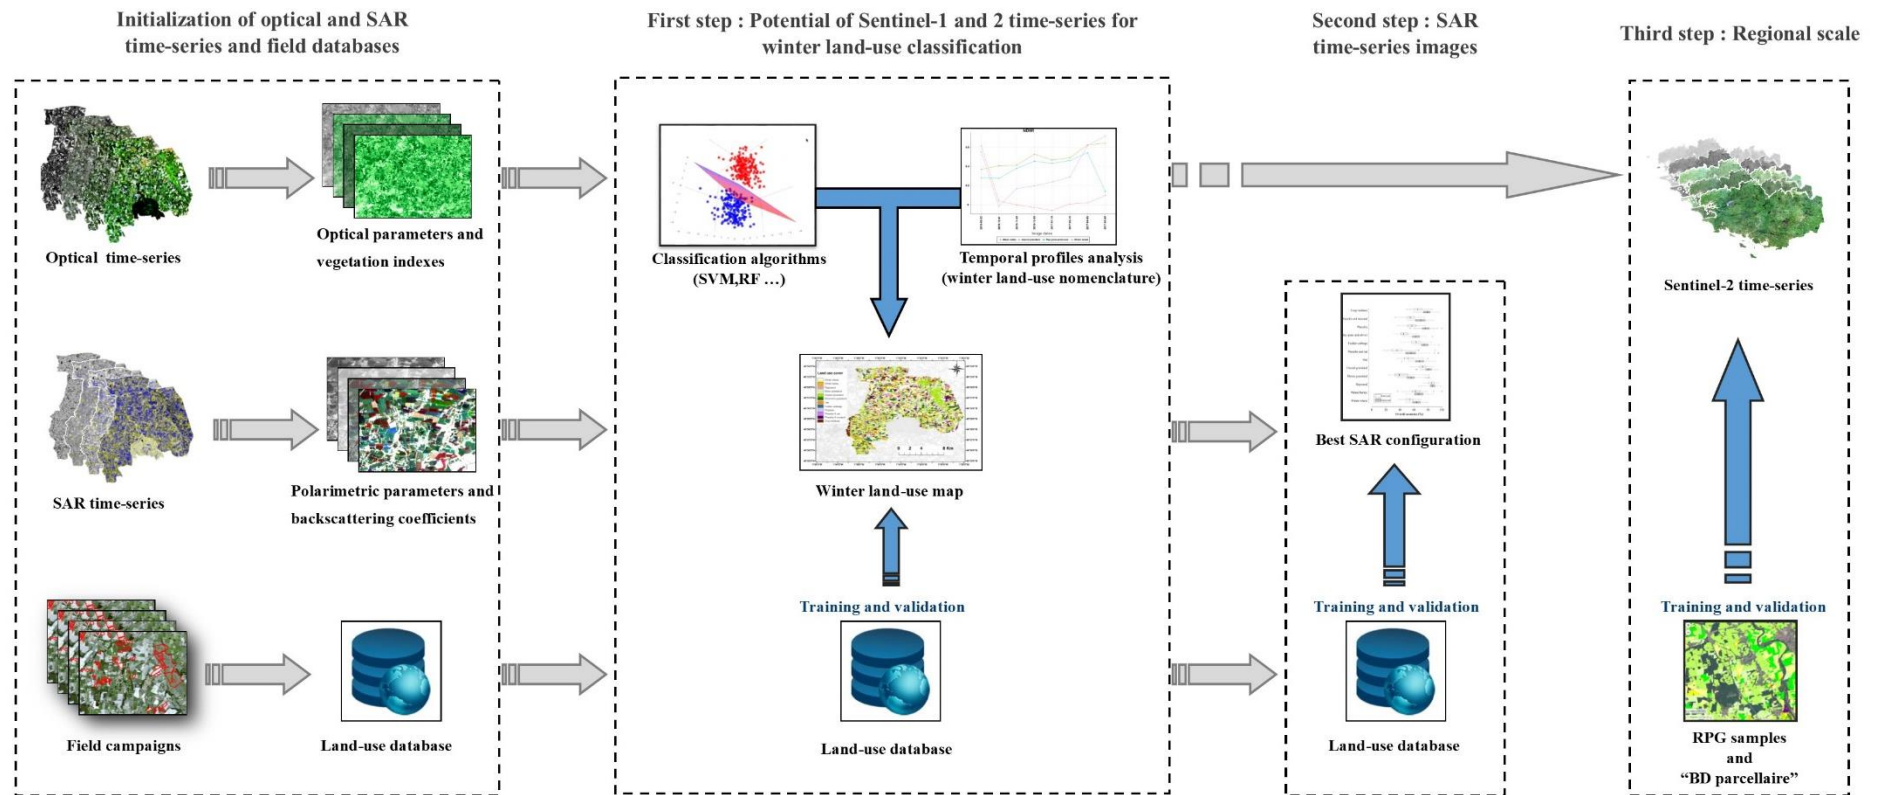 Initialization of optical and SAR
time-series and field databases
First step : Potential of Sentinel-1 and 2 time-series for
winter land-use classification
Second step : SAR
time-series images
Third step : Regional scale
Optical time-series
Optical parameters and
vegetation indexes
SAR time-series
Polarimetric parameters and
backscattering coefficients
Field campaigns
Land-use database
Classification algorithms
(SVM,RF …)
Temporal profiles analysis
(winter land-use nomenclature)
Winter land-use map
Training and validation
Land-use database
Best SAR configuration
Training and validation
Land-use database
Sentinel-2 time-series
Training and validation
RPG samples
and
“BD parcellaire”